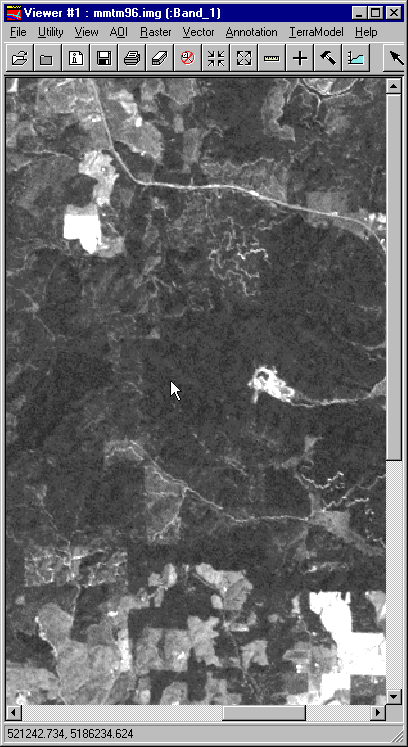 Viewer #1 : mmtm96.img (:Band_1)
File Utility View AOI Raster Vector Annotation TerraModel Help
521242.734, 5186234.624